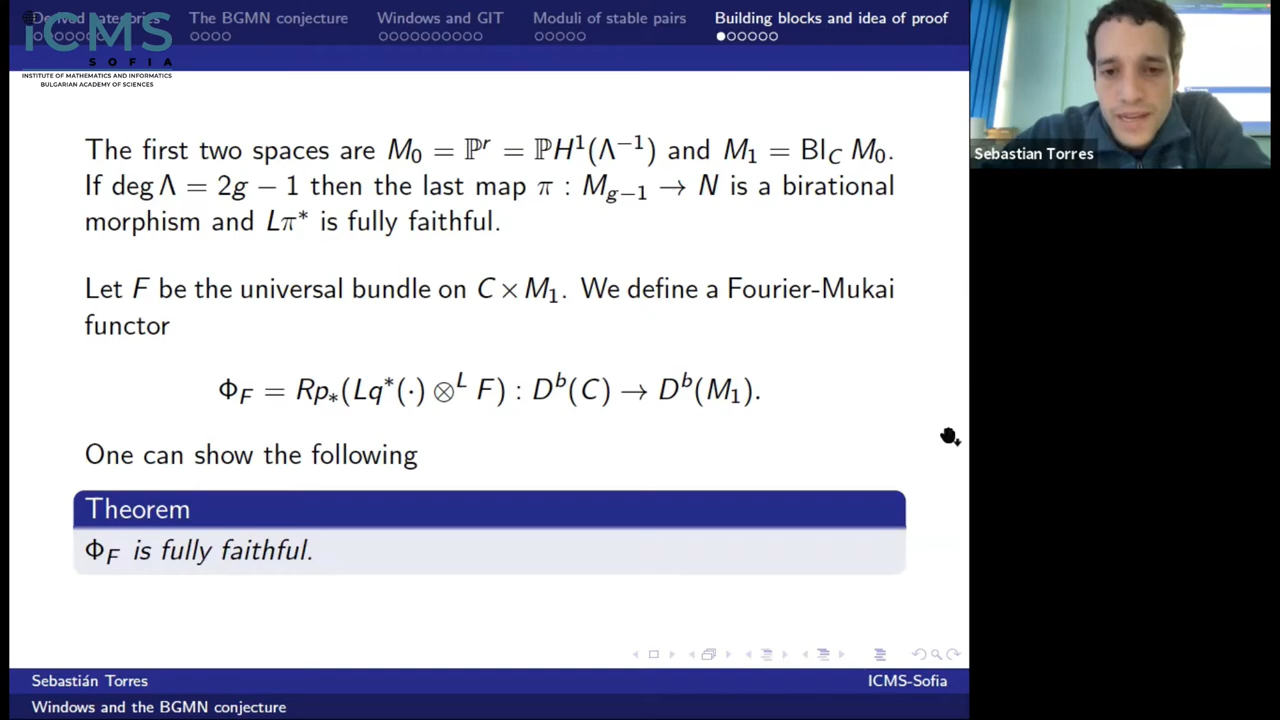 Derived categories The BGMN conjecture Windows and GIT Moduli of stable pairs Building blocks and idea of proof
ICMS
SOFIA
INSTITUTE OF MATHEMATICS AND INFORMATICS
BULGARIAN ACADEMY OF SCIENCES
The first two spaces are M₀ = ℙʳ = ℙH¹(Λ⁻¹) and M₁ = Bl_C M₀.
If deg Λ = 2g − 1 then the last map π : M_{g−1} → N is a birational
morphism and Lπ* is fully faithful.
Let F be the universal bundle on C × M₁. We define a Fourier-Mukai
functor
Φ_F = Rp_*(Lq*(·) ⊗ᴸ F) : Dᵇ(C) → Dᵇ(M₁).
One can show the following
Theorem
Φ_F is fully faithful.
Sebastián Torres ICMS-Sofia
Windows and the BGMN conjecture
Sebastian Torres